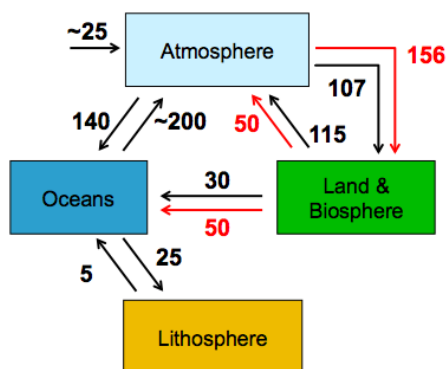 ~25
Atmosphere
156
107
140
~200
50
115
Oceans
30
50
Land &
Biosphere
5
25
Lithosphere